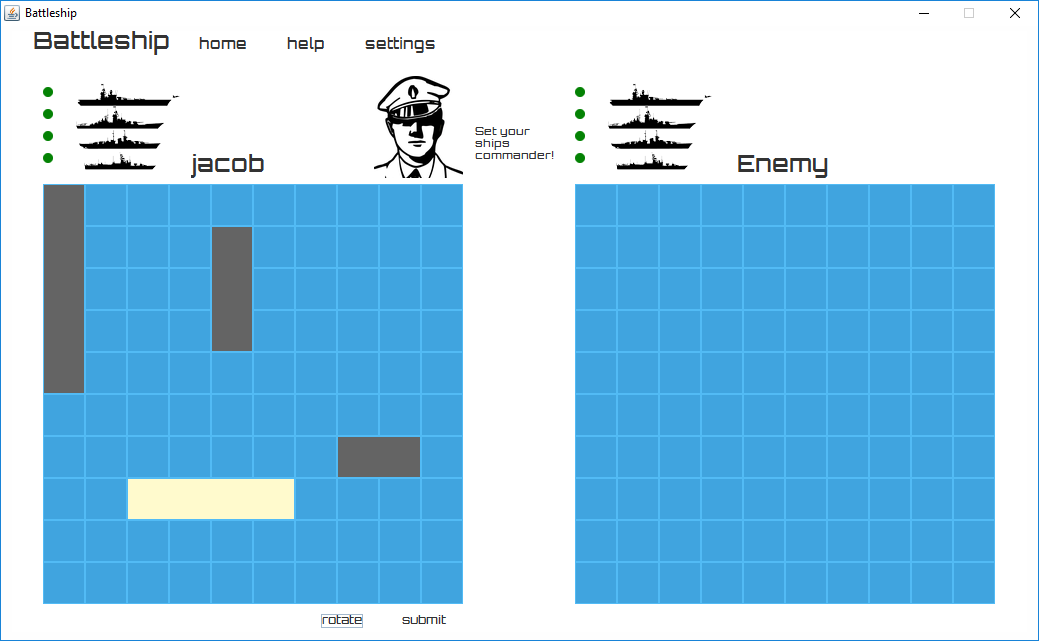 Battleship
Battleship home help settings
Set your
ships
commander!
jacob
Enemy
rotate submit